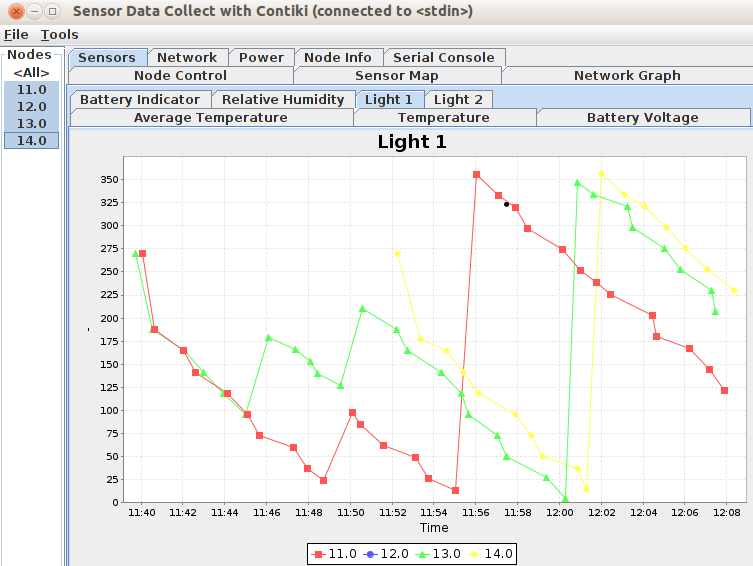 Sensor Data Collect with Contiki (connected to <stdin>)
File Tools
Nodes
<All>
11.0
12.0
13.0
14.0
Sensors Network Power Node Info Serial Console
Node Control Sensor Map Network Graph
Battery Indicator Relative Humidity Light 1 Light 2
Average Temperature Temperature Battery Voltage
Light 1
350
325
300
275
250
225
200
175
150
125
100
75
50
25
0
-
11:40 11:42 11:44 11:46 11:48 11:50 11:52 11:54 11:56 11:58 12:00 12:02 12:04 12:06 12:08
Time
11.0 12.0 13.0 14.0